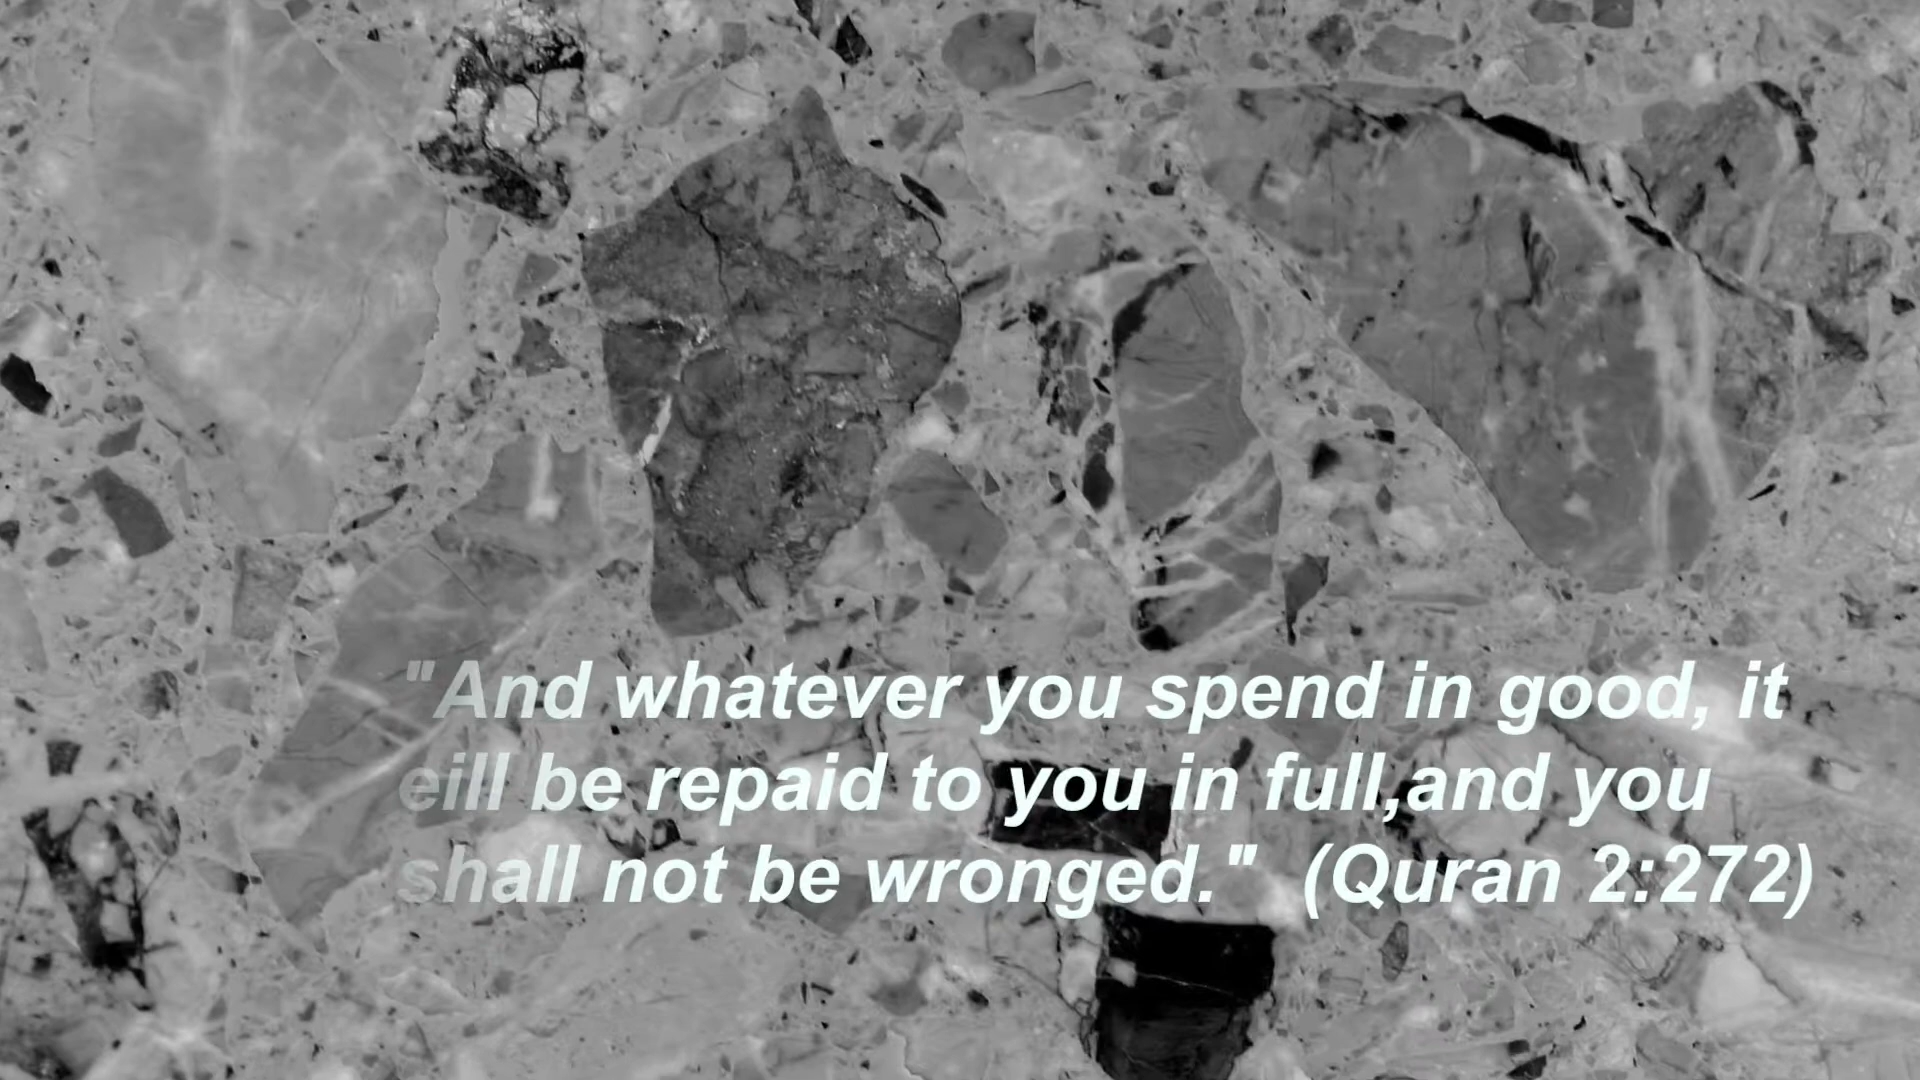 "And whatever you spend in good, it
eill be repaid to you in full,and you
shall not be wronged." (Quran 2:272)